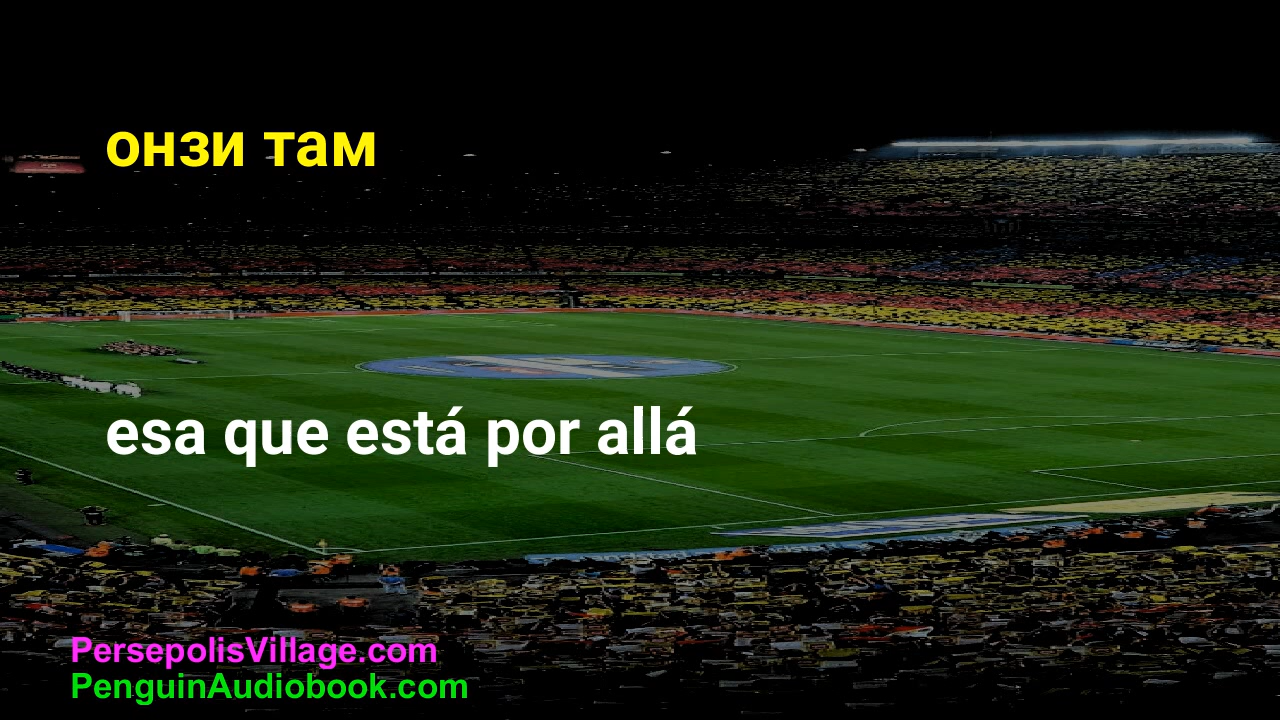 онзи там
esa que está por allá
PersepolisVillage.com
PenguinAudiobook.com